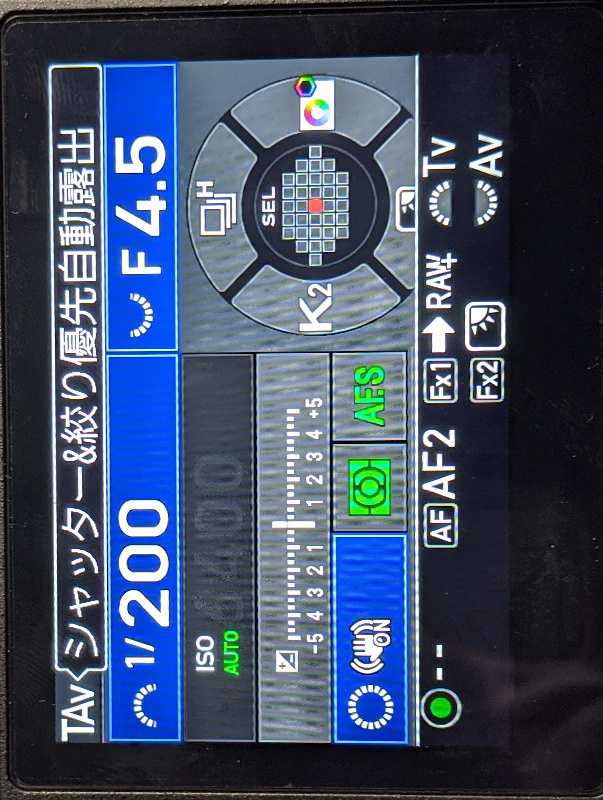 TAv シャッター&絞り優先自動露出
1/200 F4.5
ISO AUTO 6400
H
SEL
K2
-5 4 3 2 1 1 2 3 4 +5
ON
AF.S
-- AF AF2 Fx1 RAW+ Tv
Fx2 Av